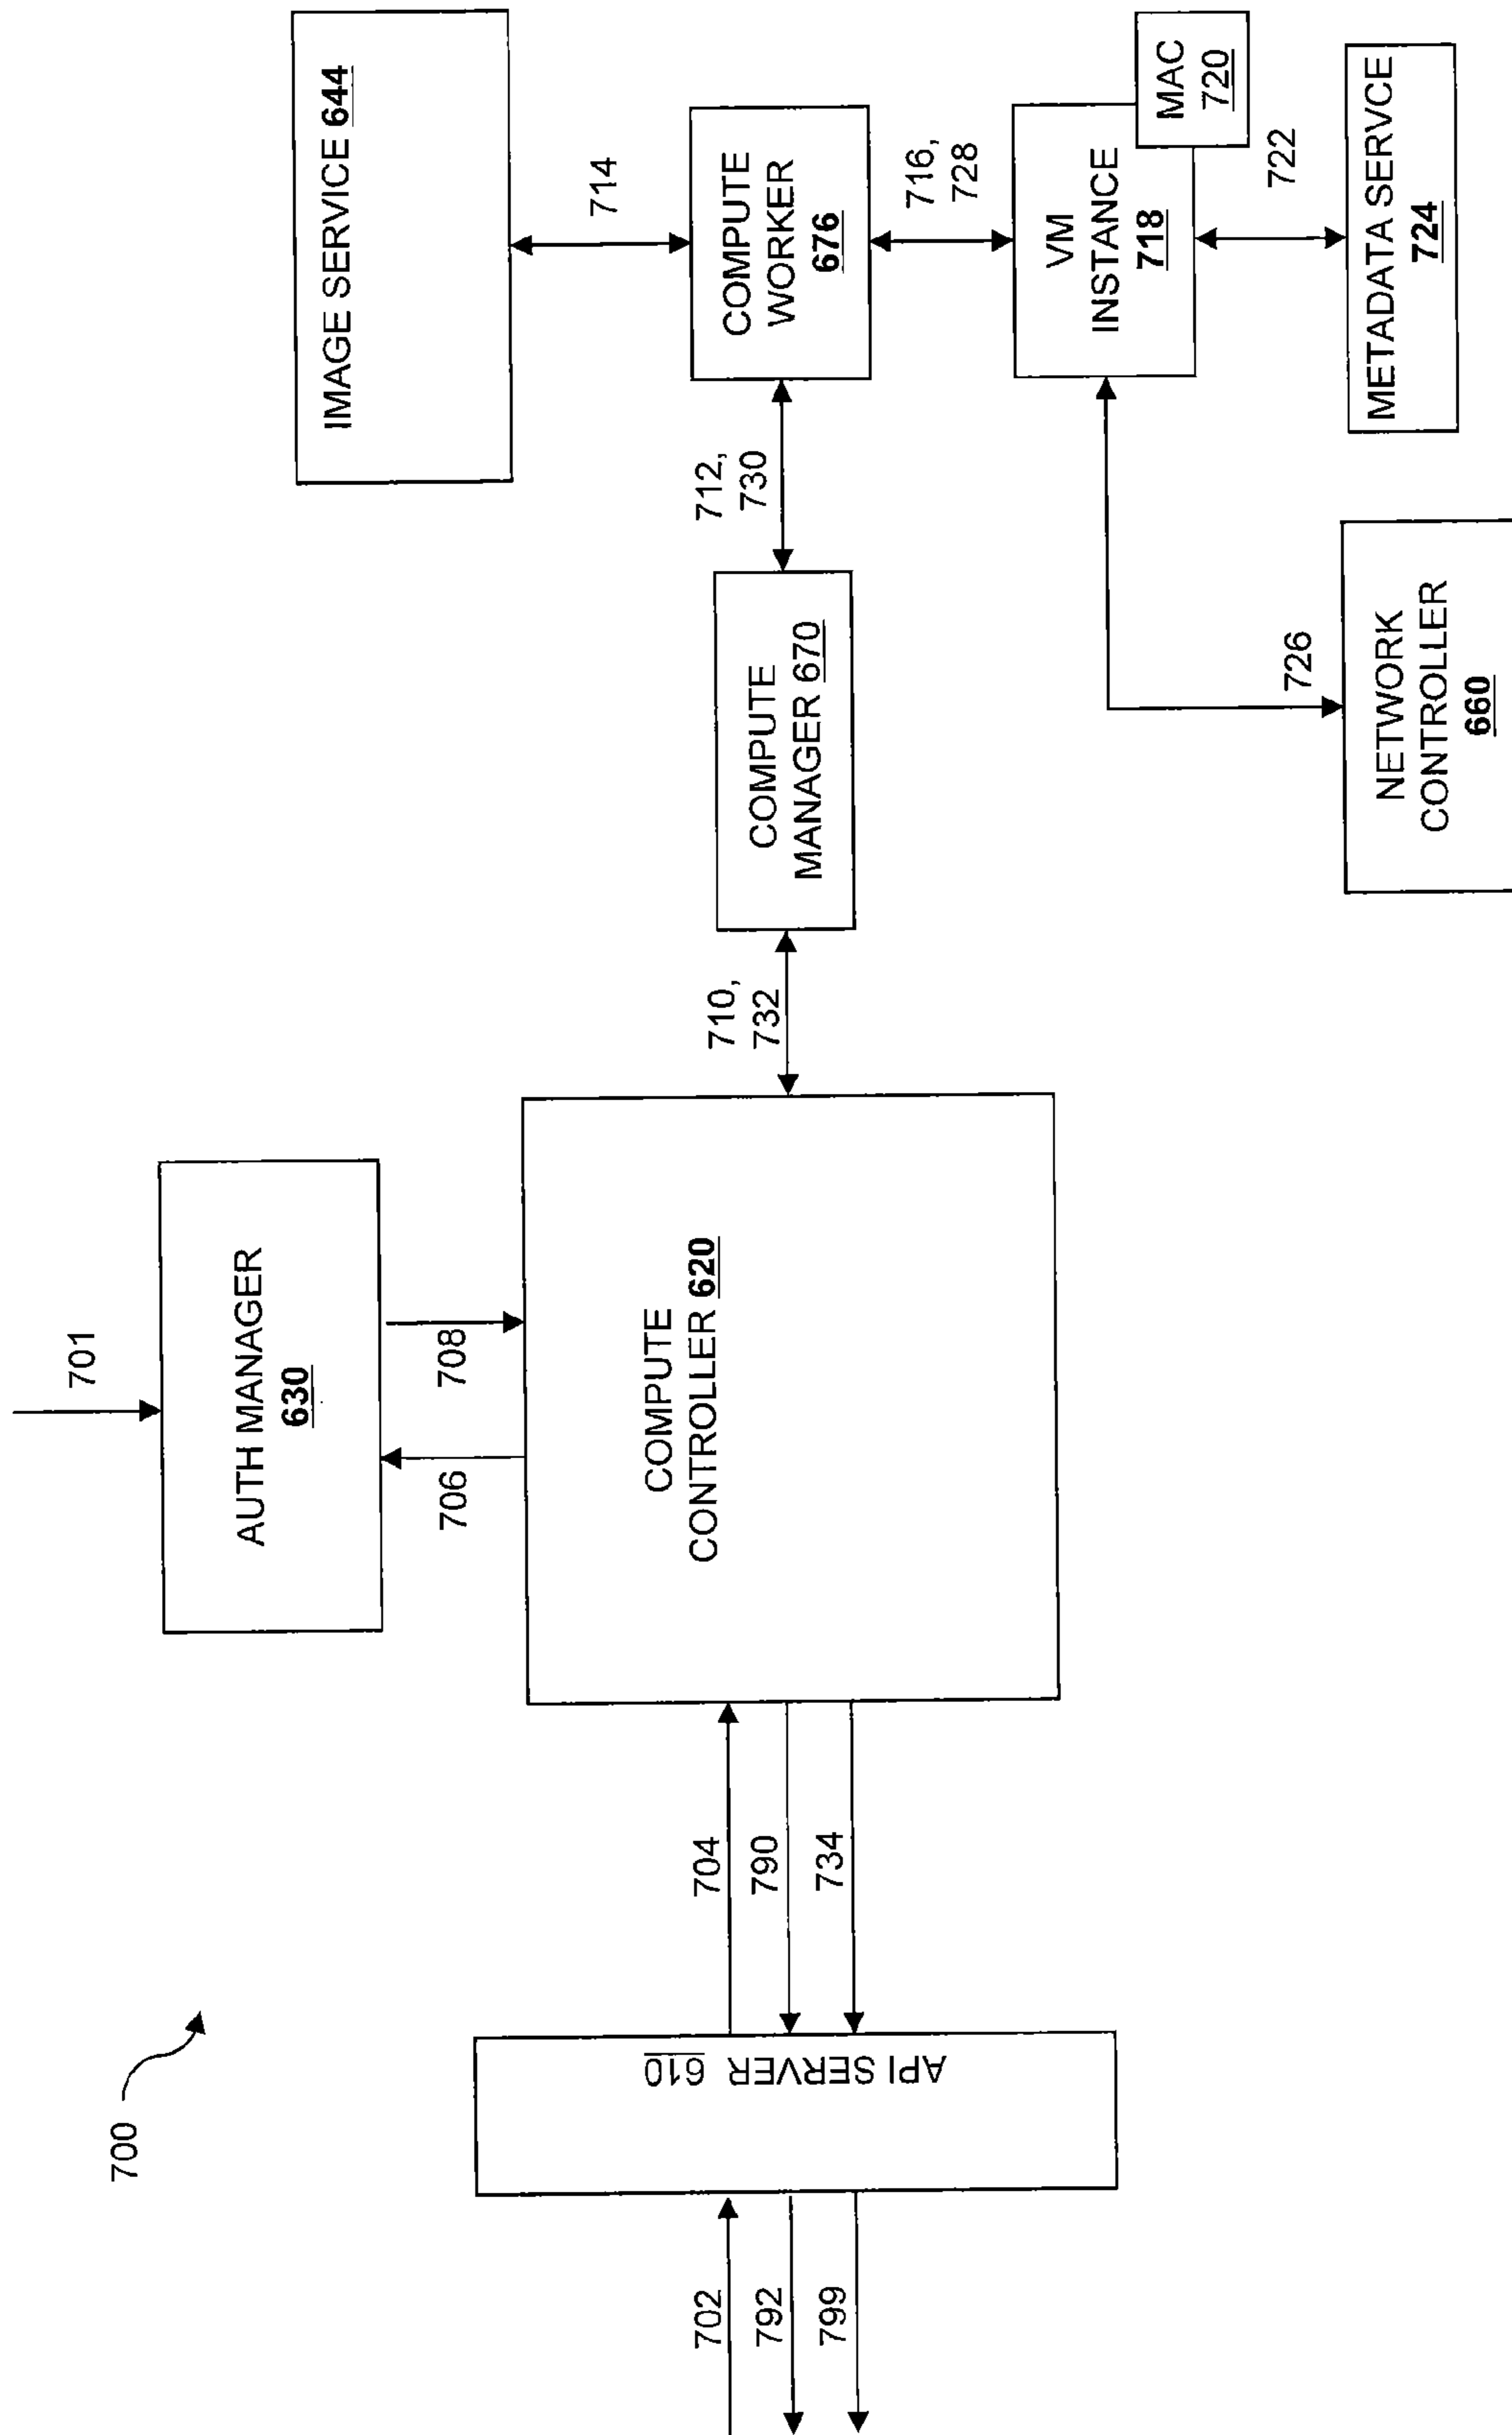 700
702
792
799
API SERVER 610
704
790
734
701
AUTH MANAGER
630
706
708
COMPUTE
CONTROLLER 620
710,
732
COMPUTE
MANAGER 670
712,
730
IMAGE SERVICE 644
714
COMPUTE
WORKER
676
716,
728
VM
INSTANCE
718
MAC
720
722
METADATA SERVCE
724
726
NETWORK
CONTROLLER
660